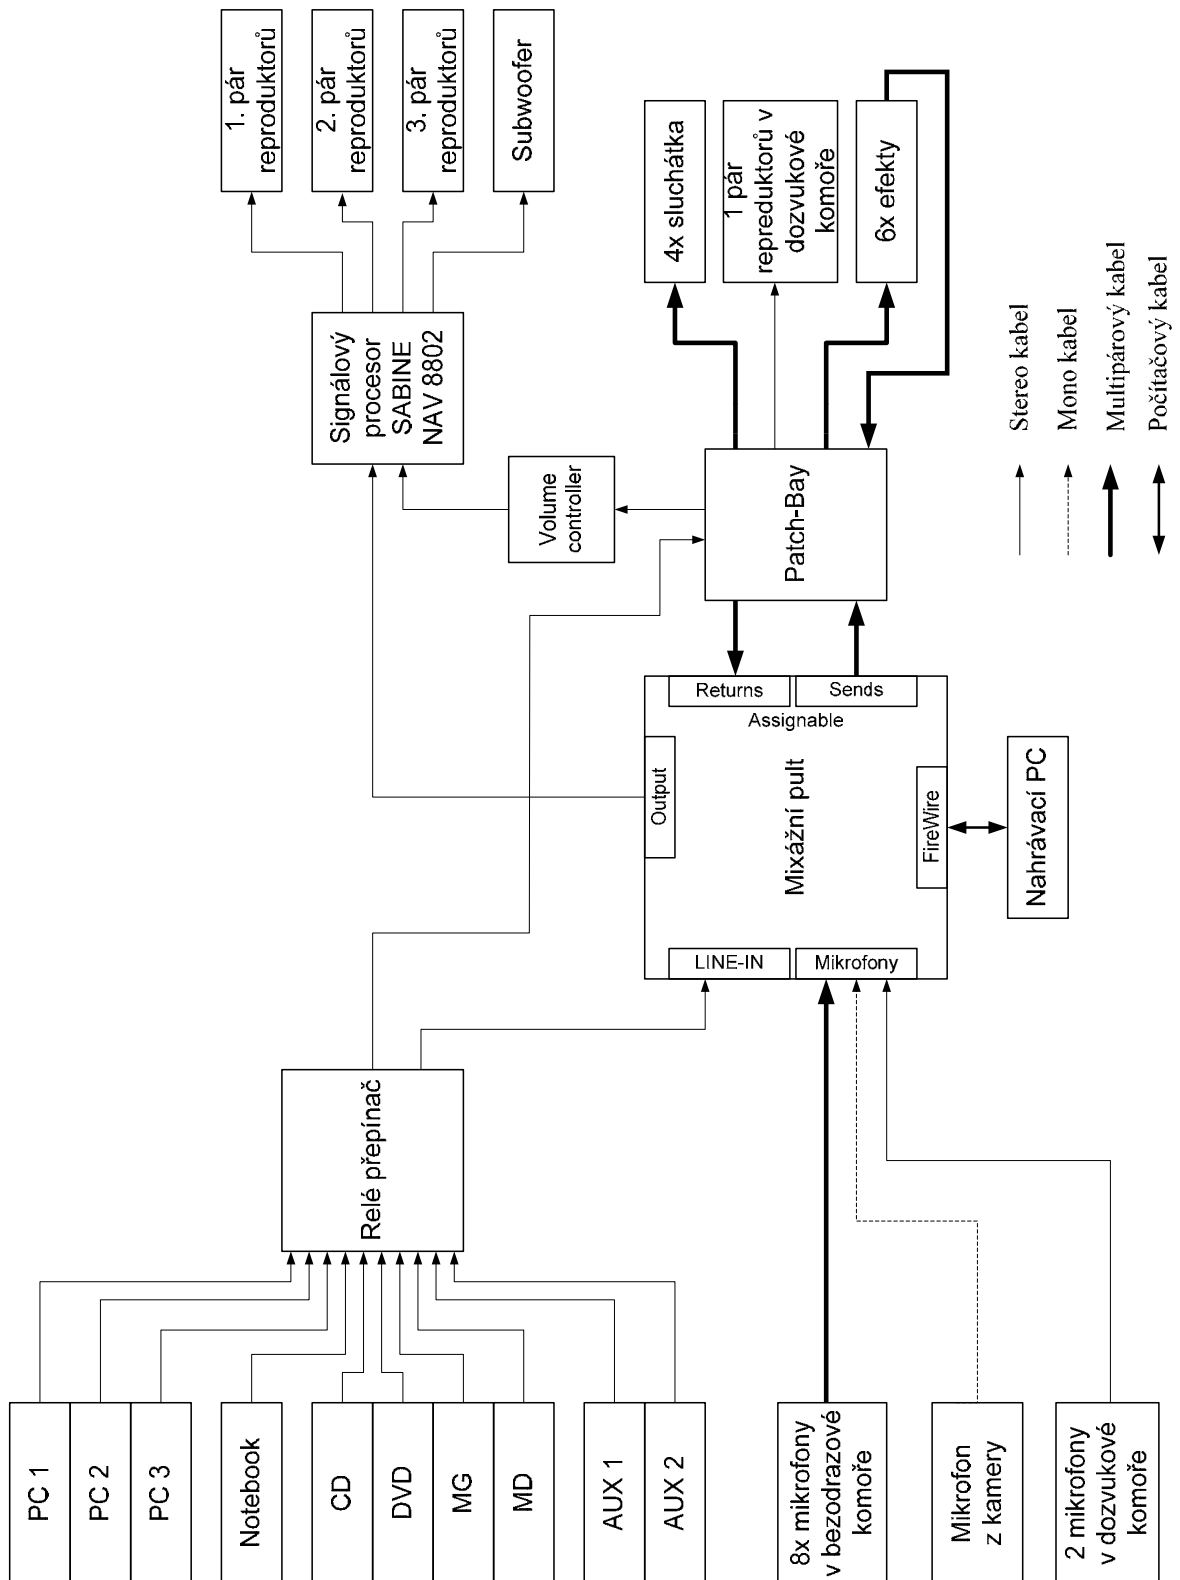 PC 1
PC 2
PC 3
Notebook
CD
DVD
MG
MD
AUX 1
AUX 2
8x mikrofony
v bezodrazové
komoře
Mikrofon
z kamery
2 mikrofony
v dozvukové
komoře
Relé přepínač
LINE-IN
Mikrofony
Output
Mixážní pult
FireWire
Returns
Sends
Assignable
Nahrávací PC
Patch-Bay
Volume
controller
Signálový
procesor
SABINE
NAV 8802
1. pár
reproduktorů
2. pár
reproduktorů
3. pár
reproduktorů
Subwoofer
4x sluchátka
1 pár
repreduktorů v
dozvukové
komoře
6x efekty
Stereo kabel
Mono kabel
Multipárový kabel
Počítačový kabel